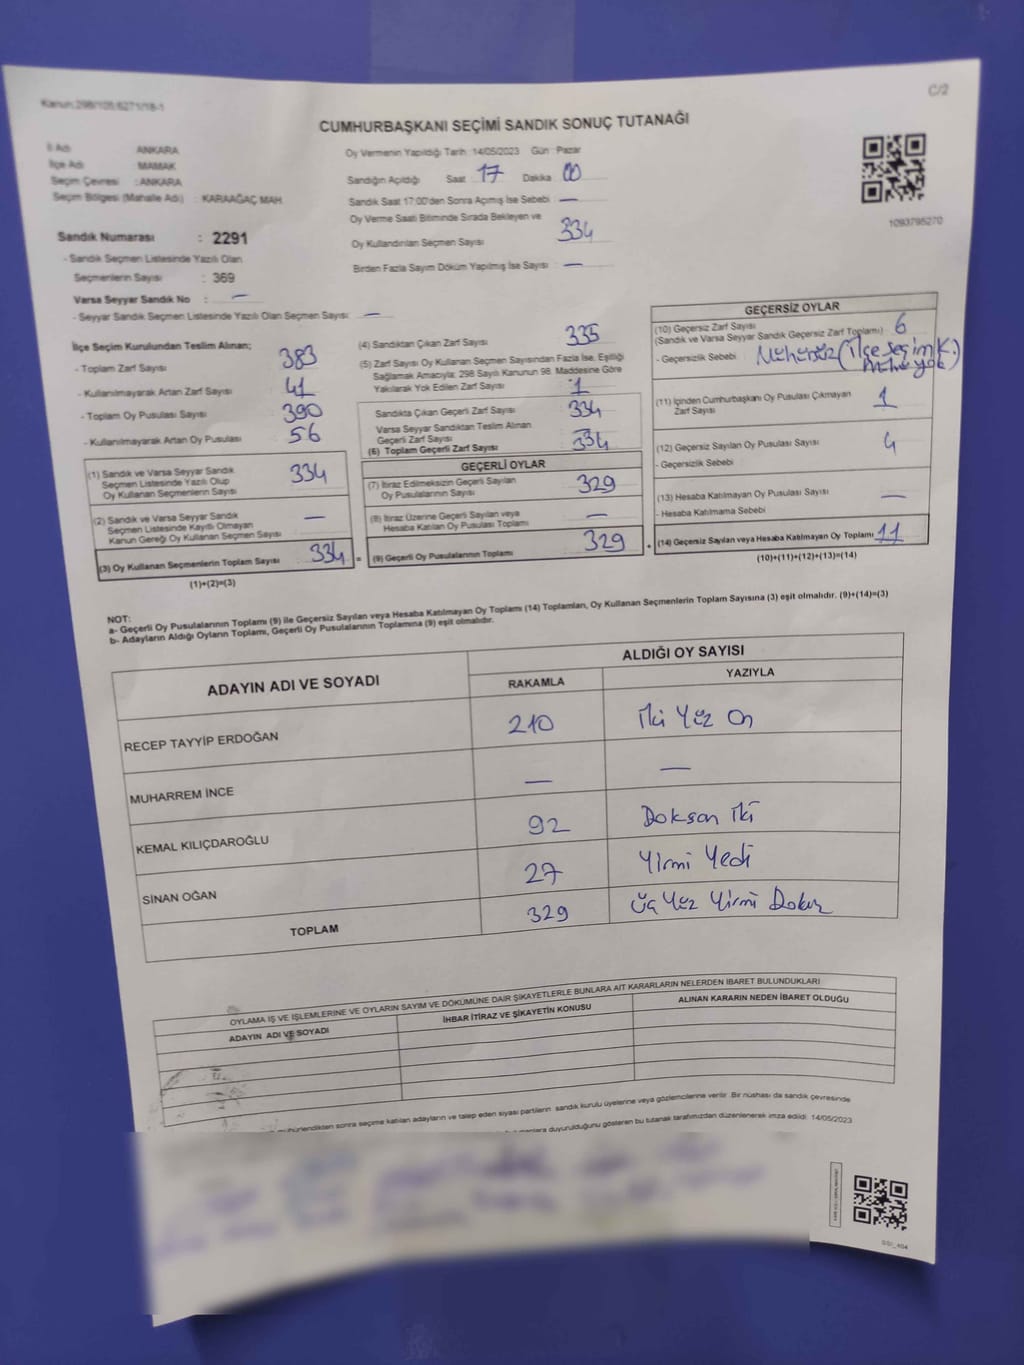 Kanun:298/105;6271/18-1
C/2
CUMHURBAŞKANI SEÇİMİ SANDIK SONUÇ TUTANAĞI
İl Adı ANKARA
İlçe Adı MAMAK
Seçim Çevresi : ANKARA
Seçim Bölgesi (Mahalle Adı) : KARAAĞAÇ MAH
Sandık Numarası : 2291
- Sandık Seçmen Listesinde Yazılı Olan
Seçmenlerin Sayısı : 369
Varsa Seyyar Sandık No : —
- Seyyar Sandık Seçmen Listesinde Yazılı Olan Seçmen Sayısı : —
Oy Vermenin Yapıldığı Tarih :14/05/2023 Gün : Pazar
Sandığın Açıldığı Saat 17 Dakika 00
Sandık Saat 17:00'den Sonra Açımış İse Sebebi —
Oy Verme Saati Bitiminde Sırada Bekleyen ve
Oy Kullandırılan Seçmen Sayısı 334
Birden Fazla Sayım Döküm Yapılmış İse Sayısı —
1093795270
İlçe Seçim Kurulundan Teslim Alınan;
- Toplam Zarf Sayısı 383
- Kullanılmayarak Artan Zarf Sayısı 41
- Toplam Oy Pusulası Sayısı 390
- Kullanılmayarak Artan Oy Pusulası 56
(1) Sandık ve Varsa Seyyar Sandık
Seçmen Listesinde Yazılı Olup
Oy Kullanan Seçmenlerin Sayısı 334
(2) Sandık ve Varsa Seyyar Sandık
Seçmen Listesinde Kayıtlı Olmayan
Kanun Gereği Oy Kullanan Seçmen Sayısı —
(3) Oy Kullanan Seçmenlerin Toplam Sayısı 334 =
(1)+(2)=(3)
(4) Sandıktan Çıkan Zarf Sayısı 335
(5) Zarf Sayısı Oy Kullanan Seçmen Sayısından Fazla İse, Eşitliği
Sağlamak Amacıyla; 298 Sayılı Kanunun 98. Maddesine Göre
Yakılarak Yok Edilen Zarf Sayısı 1
Sandıkta Çıkan Geçerli Zarf Sayısı 334
Varsa Seyyar Sandıktan Teslim Alınan
Geçerli Zarf Sayısı —
(6) Toplam Geçerli Zarf Sayısı 334
GEÇERLİ OYLAR
(7) İtiraz Edilmeksizin Geçerli Sayılan
Oy Pusulalarının Sayısı 329
(8) İtiraz Üzerine Geçerli Sayılan veya
Hesaba Katılan Oy Pusulası Toplamı —
(9) Geçerli Oy Pusulalarının Toplamı 329 +
GEÇERSİZ OYLAR
(10) Geçersiz Zarf Sayısı
(Sandık ve Varsa Seyyar Sandık Geçersiz Zarf Toplamı) 6
- Geçersizlik Sebebi Mühürsüz (İlçe Seçim K.
Mührü yok)
(11) İçinden Cumhurbaşkanı Oy Pusulası Çıkmayan
Zarf Sayısı 1
(12) Geçersiz Sayılan Oy Pusulası Sayısı 4
- Geçersizlik Sebebi
(13) Hesaba Katılmayan Oy Pusulası Sayısı —
- Hesaba Katılmama Sebebi
(14) Geçersiz Sayılan veya Hesaba Katılmayan Oy Toplamı 11
(10)+(11)+(12)+(13)=(14)
NOT:
a- Geçerli Oy Pusulalarının Toplamı (9) ile Geçersiz Sayılan veya Hesaba Katılmayan Oy Toplamı (14) Toplamları, Oy Kullanan Seçmenlerin Toplam Sayısına (3) eşit olmalıdır. (9)+(14)=(3)
b- Adayların Aldığı Oyların Toplamı, Geçerli Oy Pusulalarının Toplamına (9) eşit olmalıdır.
ADAYIN ADI VE SOYADI ALDIĞI OY SAYISI
RAKAMLA YAZIYLA
RECEP TAYYİP ERDOĞAN 210 İki Yüz On
MUHARREM İNCE — —
KEMAL KILIÇDAROĞLU 92 Doksan İki
SİNAN OĞAN 27 Yirmi Yedi
TOPLAM 329 Üç Yüz Yirmi Dokuz
OYLAMA İŞ VE İŞLEMLERİNE VE OYLARIN SAYIM VE DÖKÜMÜNE DAİR ŞİKAYETLERLE BUNLARA AİT KARARLARIN NELERDEN İBARET BULUNDUKLARI
ADAYIN ADI VE SOYADI İHBAR İTİRAZ VE ŞİKAYETİN KONUSU ALINAN KARARIN NEDEN İBARET OLDUĞU
mühürlendikten sonra seçime katılan adayların ve talep eden siyasi partilerin sandık kurulu üyelerine veya gözlemcilerine verilir. Bir nüshası da sandık çevresinde
duyurulduğunu gösteren bu tutanak tarafımızdan düzenlenerek imza edildi. 14/05/2023